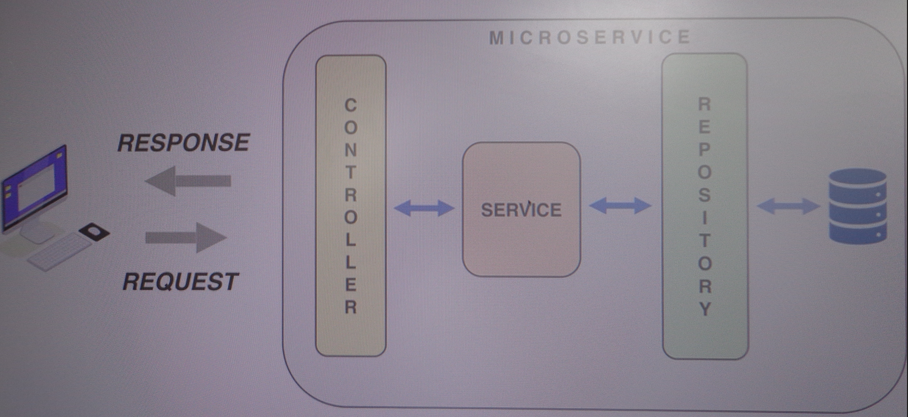 MICROSERVICE
RESPONSE
REQUEST
CONTROLLER
SERVICE
REPOSITORY